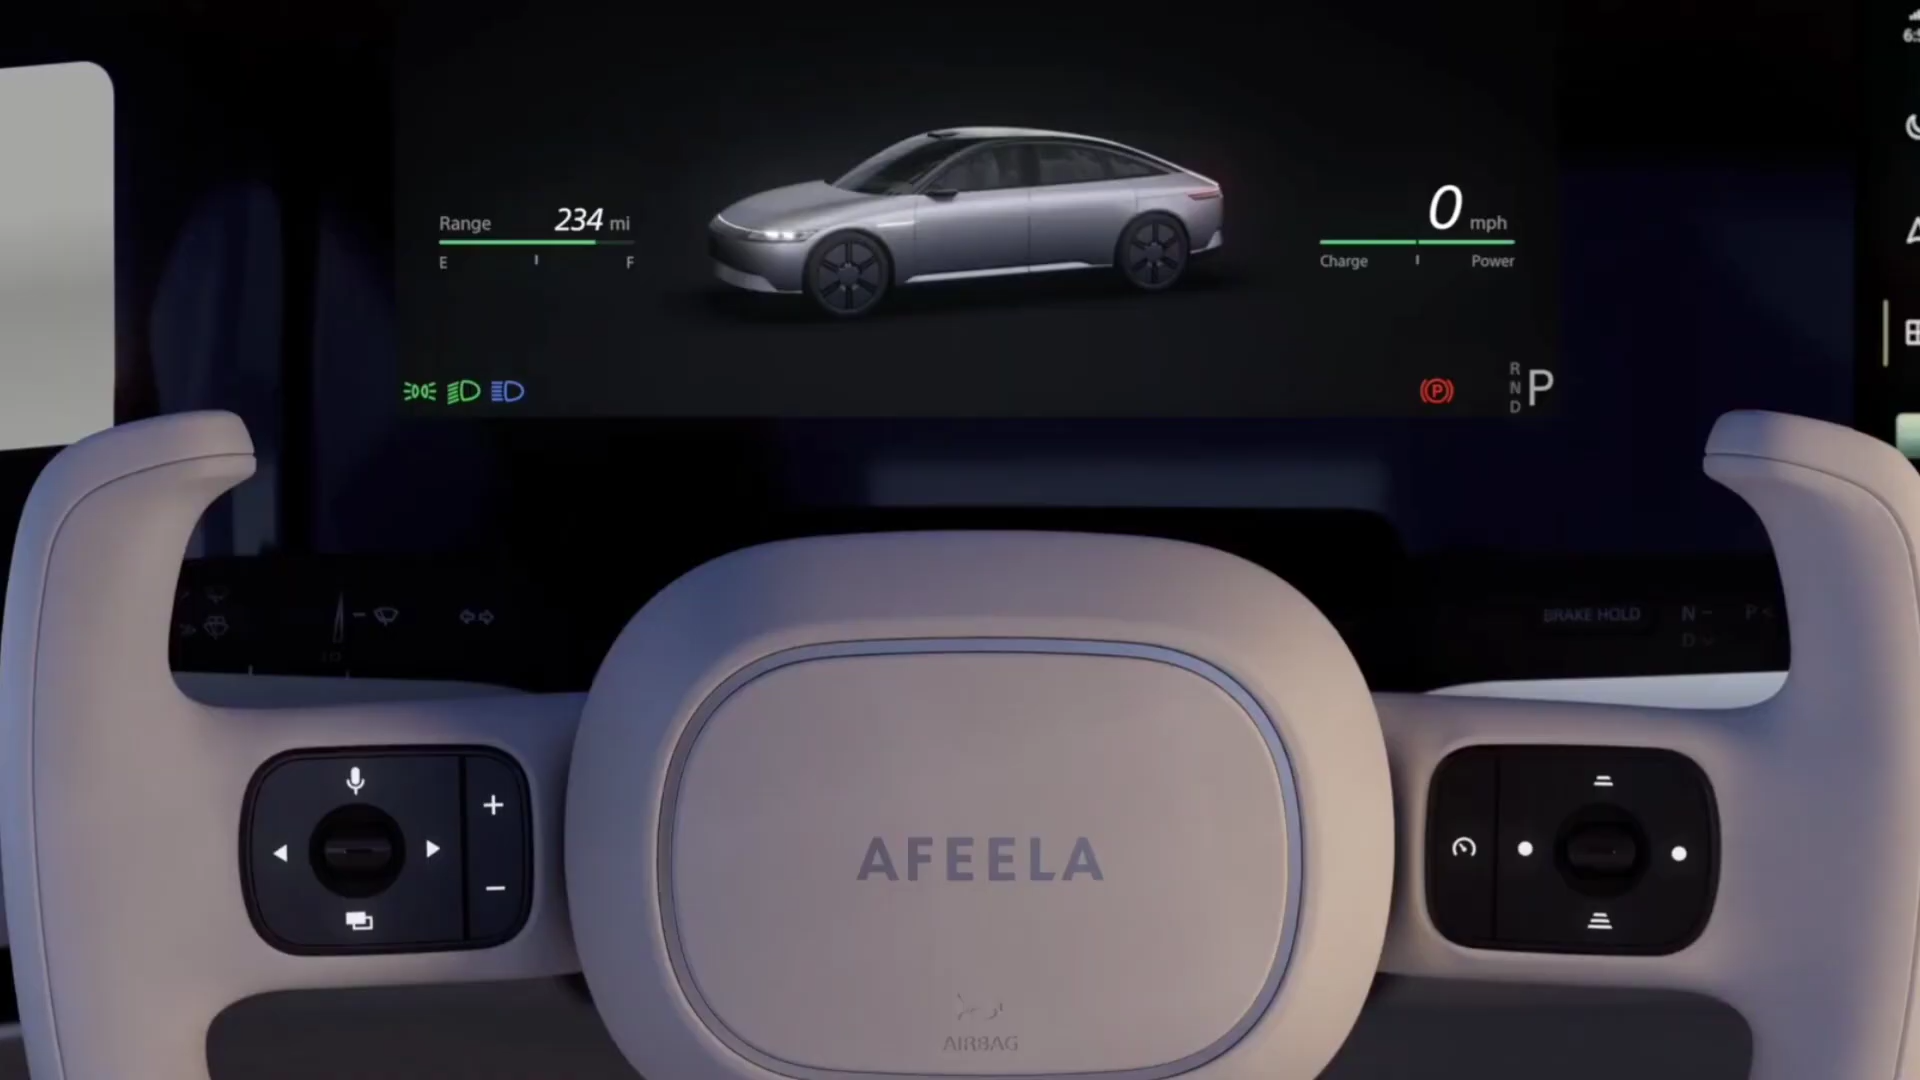 Range 234 mi
E F
0 mph
Charge Power
R
N
D
P
BRAKE HOLD
N
D
P
AFEELA
AIRBAG